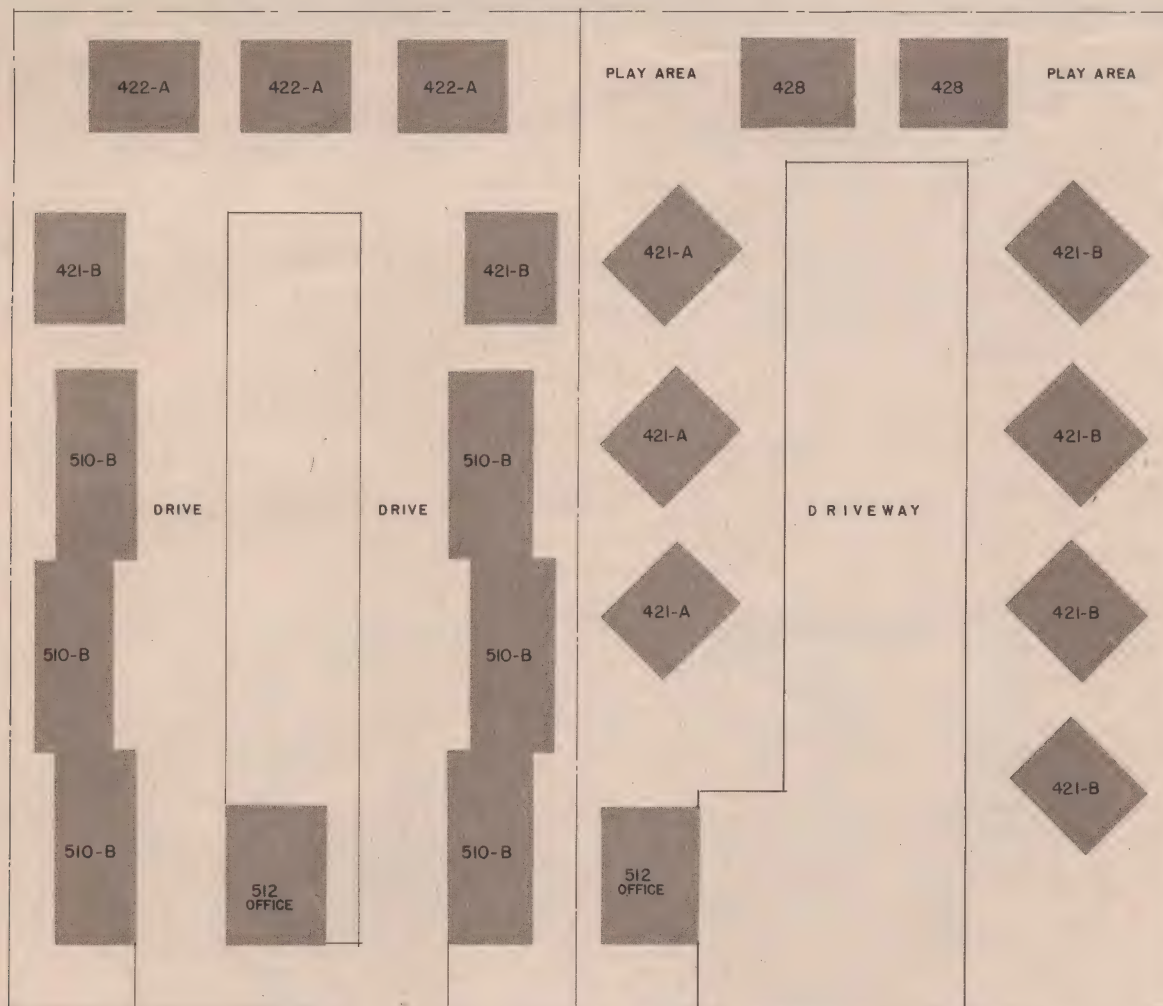 422-A
422-A
422-A
421-B
421-B
510-B
510-B
DRIVE
DRIVE
510-B
510-B
510-B
510-B
512
OFFICE
PLAY AREA
428
428
PLAY AREA
421-A
421-B
421-A
421-B
DRIVEWAY
421-A
421-B
421-B
512
OFFICE